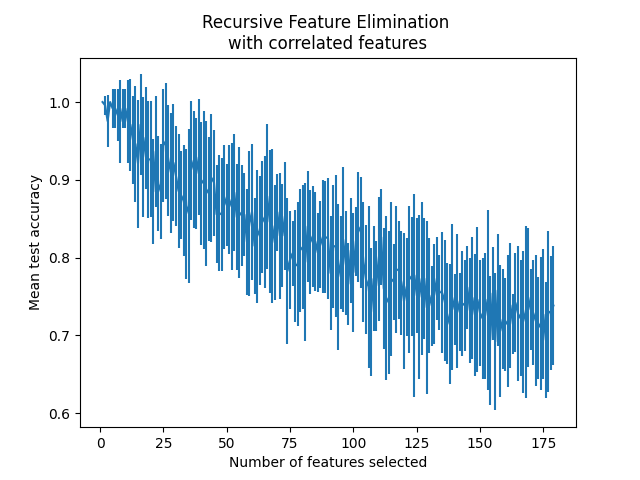 Recursive Feature Elimination
with correlated features
1.0
0.9
0.8
0.7
0.6
Mean test accuracy
0 25 50 75 100 125 150 175
Number of features selected